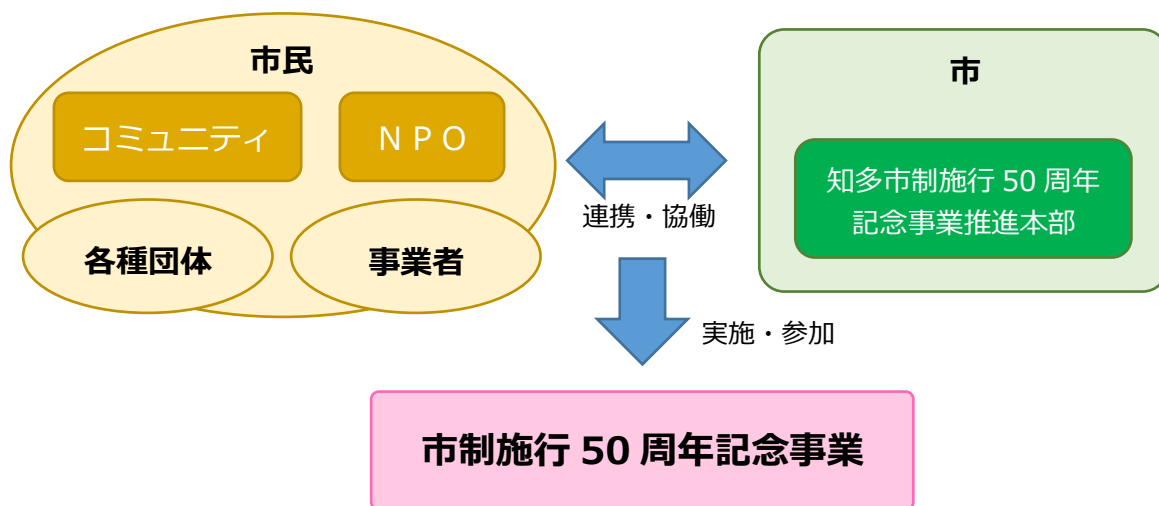 市民
コミュニティ
ＮＰＯ
各種団体
事業者
連携・協働
市
知多市制施行 50 周年
記念事業推進本部
実施・参加
市制施行 50 周年記念事業